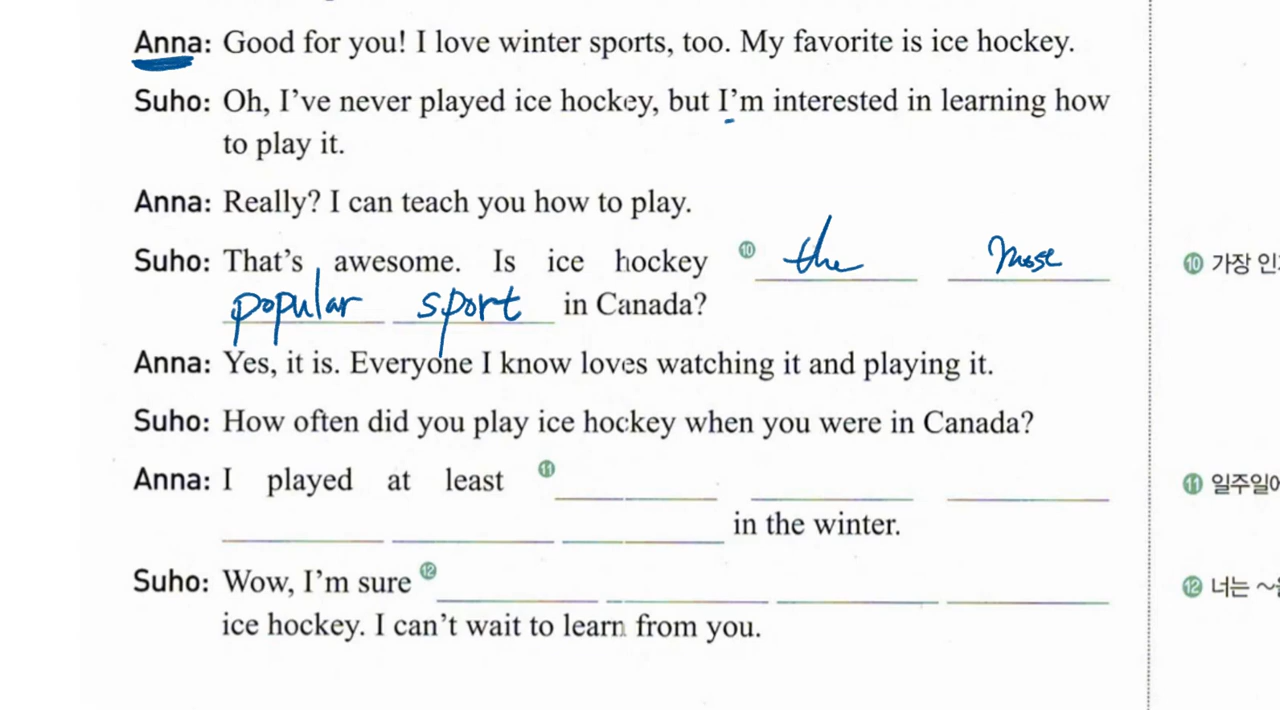 Anna: Good for you! I love winter sports, too. My favorite is ice hockey.
Suho: Oh, I've never played ice hockey, but I'm interested in learning how
to play it.
Anna: Really? I can teach you how to play.
Suho: That's awesome. Is ice hockey ⑩ the most ⑩ 가장 인
popular sport in Canada?
Anna: Yes, it is. Everyone I know loves watching it and playing it.
Suho: How often did you play ice hockey when you were in Canada?
Anna: I played at least ⑪ ⑪ 일주일에
in the winter.
Suho: Wow, I'm sure ⑫ ⑫ 너는 ~
ice hockey. I can't wait to learn from you.